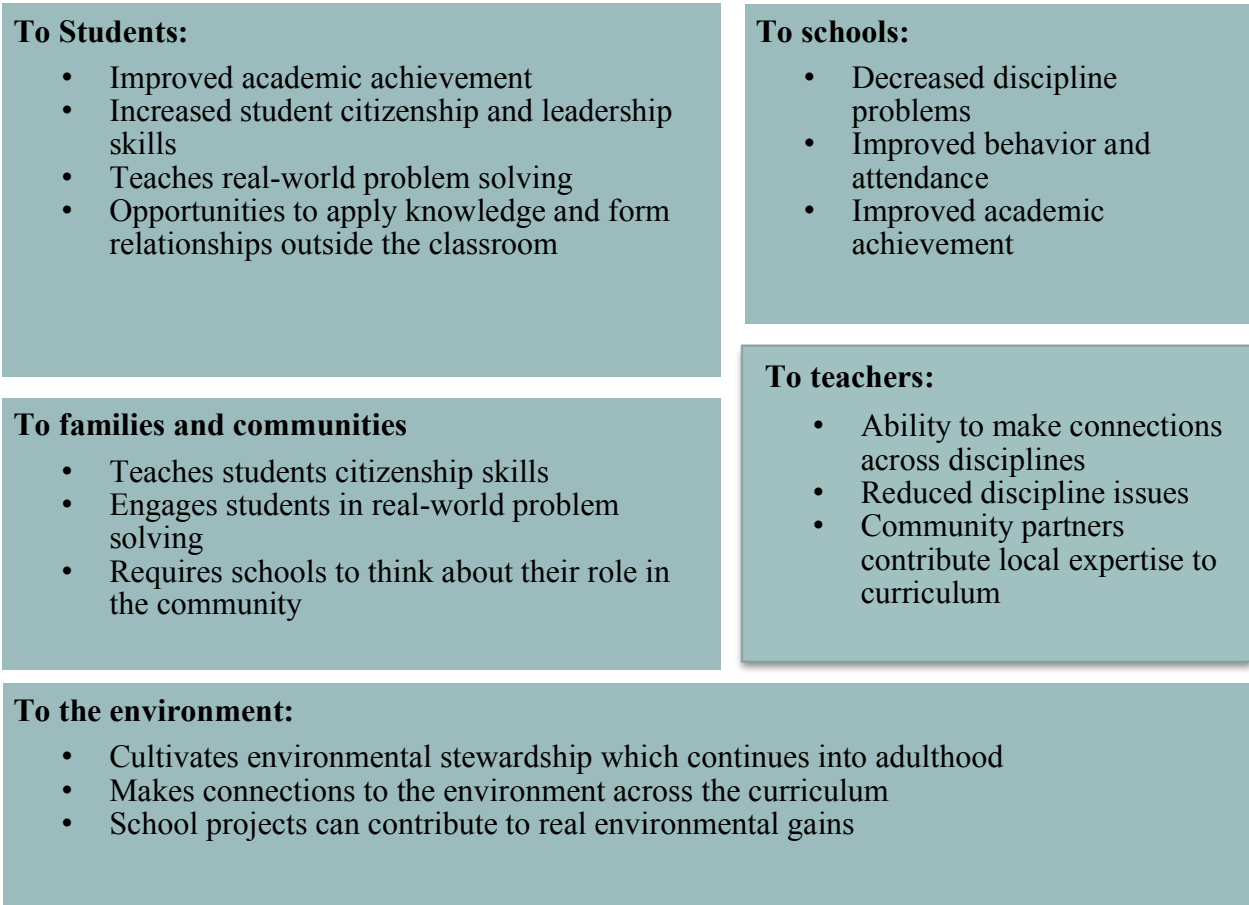 To Students:
• Improved academic achievement
• Increased student citizenship and leadership
skills
• Teaches real-world problem solving
• Opportunities to apply knowledge and form
relationships outside the classroom
To schools:
• Decreased discipline
problems
• Improved behavior and
attendance
• Improved academic
achievement
To families and communities
• Teaches students citizenship skills
• Engages students in real-world problem
solving
• Requires schools to think about their role in
the community
To teachers:
• Ability to make connections
across disciplines
• Reduced discipline issues
• Community partners
contribute local expertise to
curriculum
To the environment:
• Cultivates environmental stewardship which continues into adulthood
• Makes connections to the environment across the curriculum
• School projects can contribute to real environmental gains